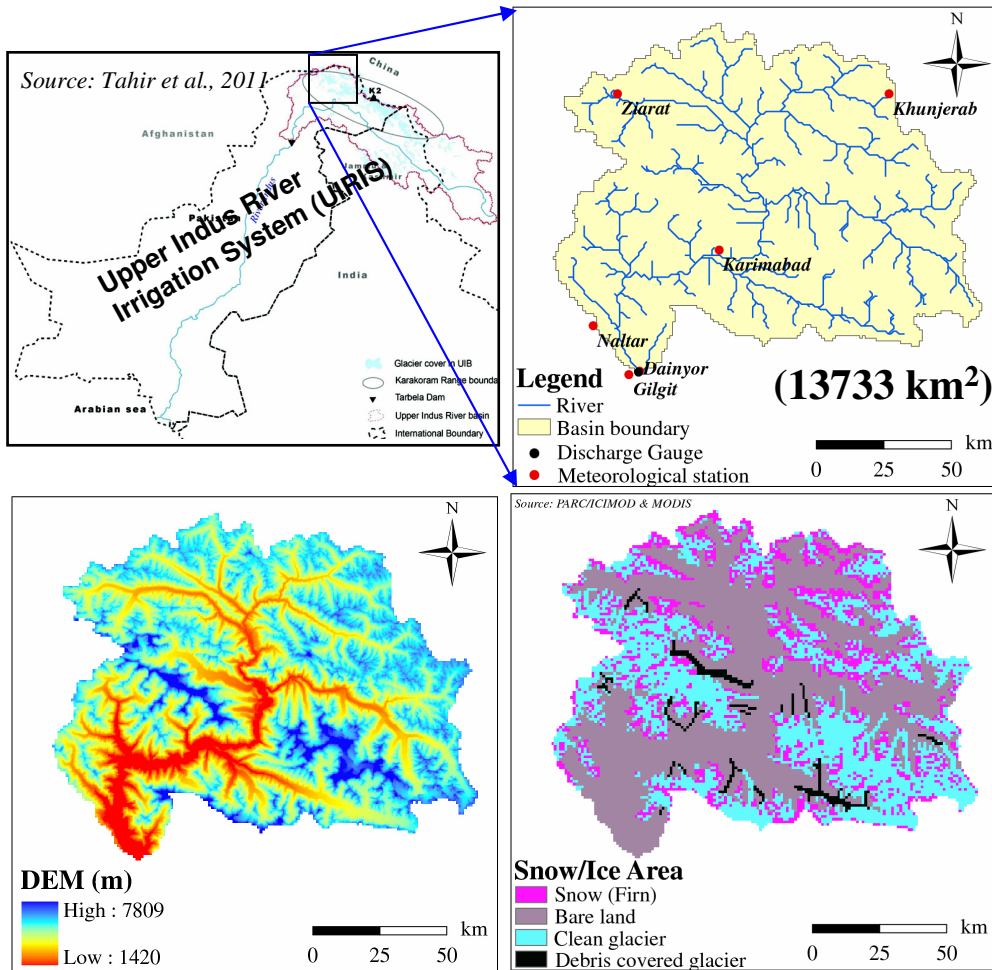 Source: Tahir et al., 2011
China
K2
Afghanistan
Pakistan
Upper Indus River
Irrigation System (UIRIS)
India
Arabian sea
Glacier cover in UIB
Karakoram Range bounda
Tarbela Dam
Upper Indus River basin
International Boundary
N
Ziarat
Khunjerab
Karimabad
Naltar
Dainyor
Gilgit
(13733 km²)
Legend
River
Basin boundary
Discharge Gauge
Meteorological station
km
0 25 50
N
DEM (m)
High : 7809
Low : 1420
km
0 25 50
Source: PARC/ICIMOD & MODIS
N
Snow/Ice Area
Snow (Firn)
Bare land
Clean glacier
Debris covered glacier
km
0 25 50